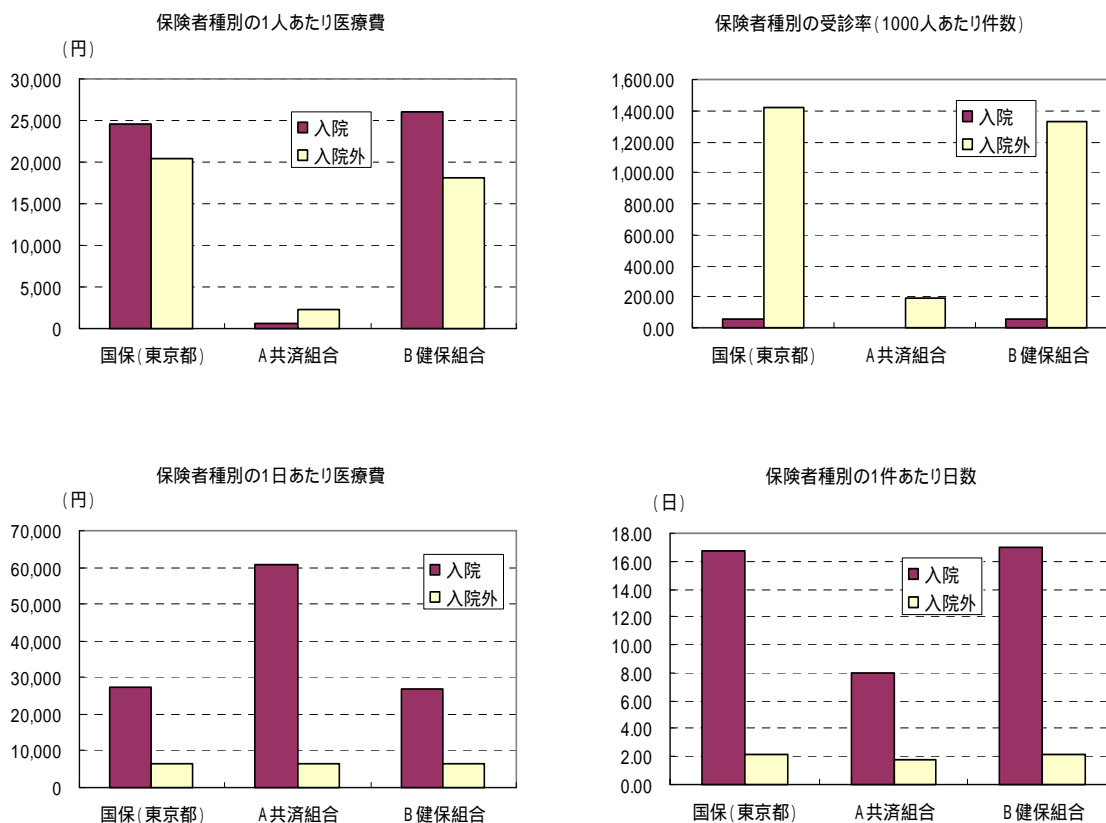 保険者種別の1人あたり医療費
(円)
30,000
25,000
20,000
15,000
10,000
5,000
0
入院
入院外
国保(東京都)
A共済組合
B健保組合
保険者種別の受診率(1000人あたり件数)
1,600.00
1,400.00
1,200.00
1,000.00
800.00
600.00
400.00
200.00
0.00
入院
入院外
国保(東京都)
A共済組合
B健保組合
保険者種別の1日あたり医療費
(円)
70,000
60,000
50,000
40,000
30,000
20,000
10,000
0
入院
入院外
国保(東京都)
A共済組合
B健保組合
保険者種別の1件あたり日数
(日)
18.00
16.00
14.00
12.00
10.00
8.00
6.00
4.00
2.00
0.00
入院
入院外
国保(東京都)
A共済組合
B健保組合